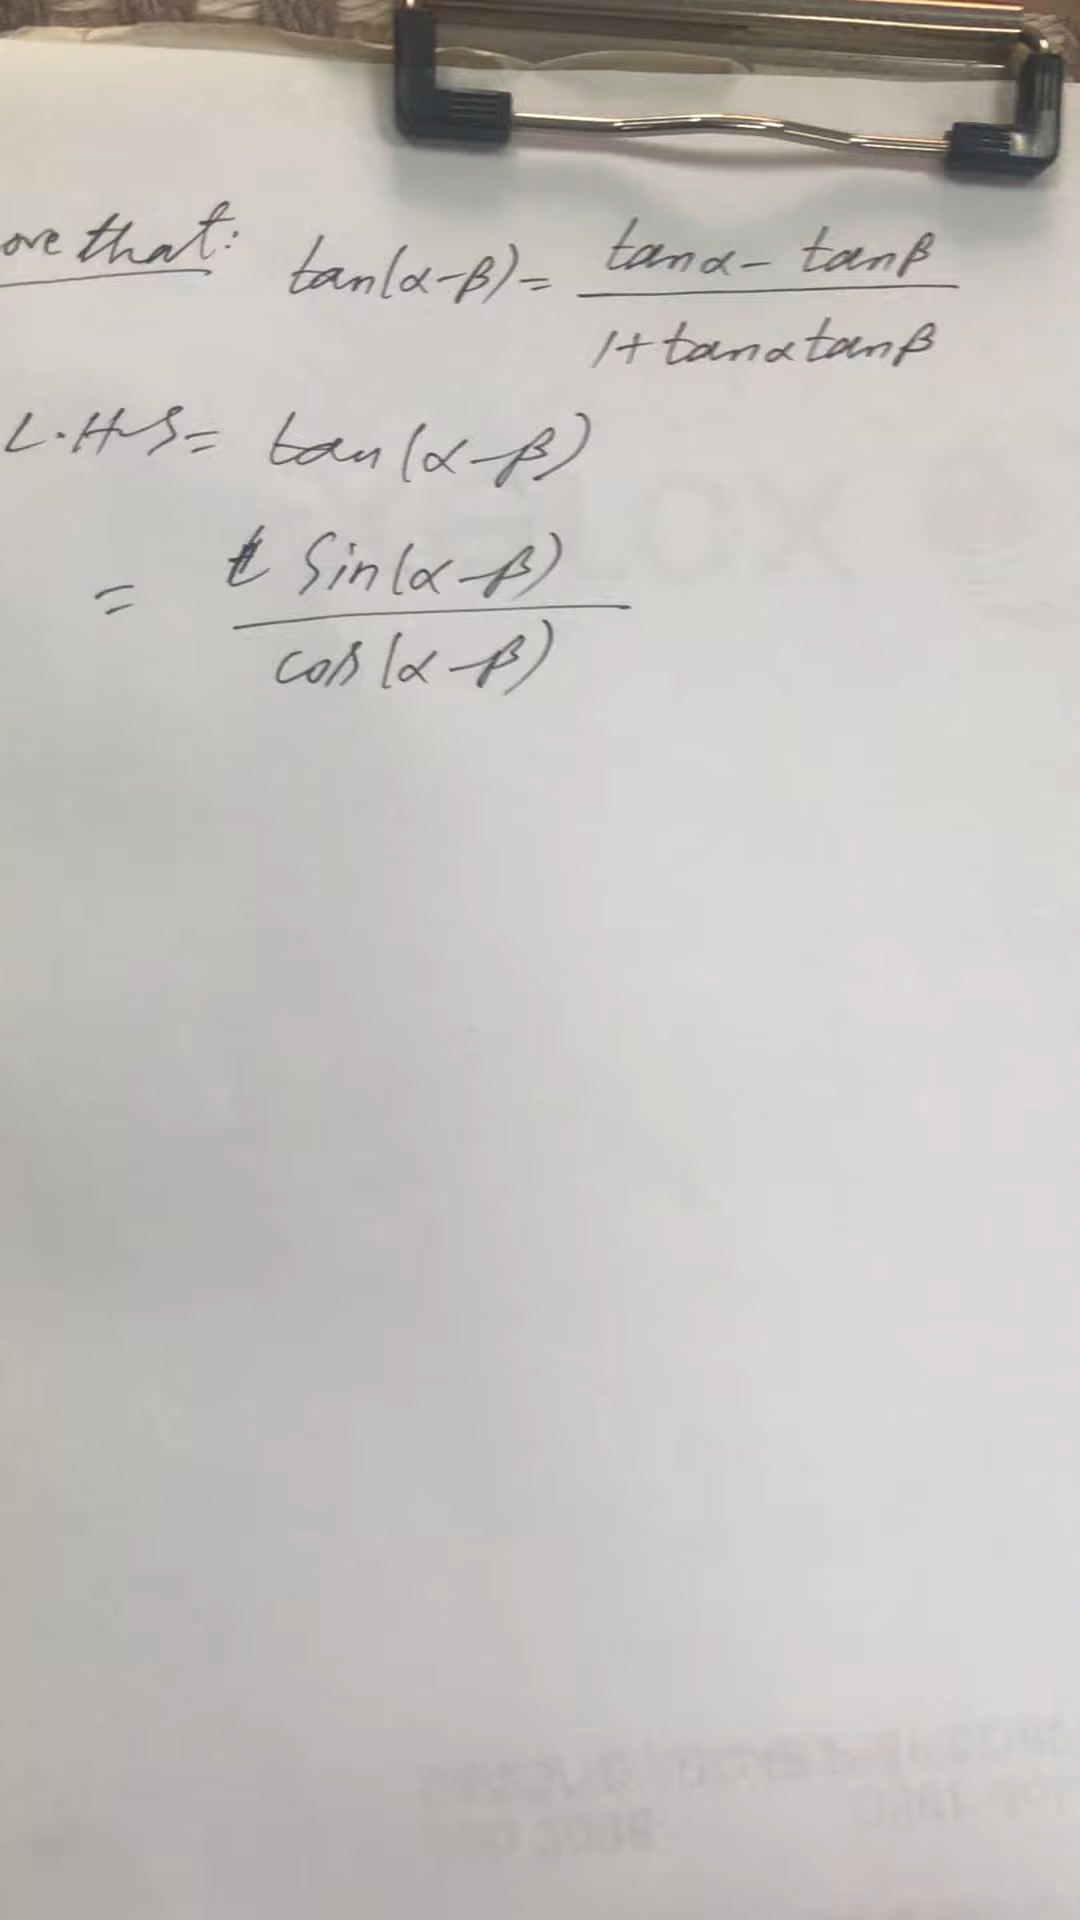 ove that: tan(α-β) = tanα - tanβ / 1 + tanα tanβ
L.H.S = tan(α-β)
= t Sin(α-β) / cos(α-β)